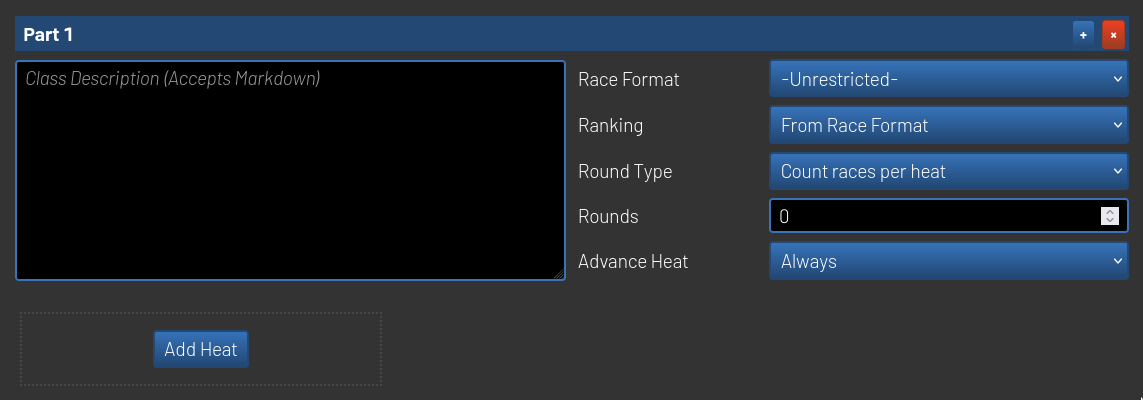 Part 1
+ ×
Class Description (Accepts Markdown)
Race Format -Unrestricted-
Ranking From Race Format
Round Type Count races per heat
Rounds 0
Advance Heat Always
Add Heat